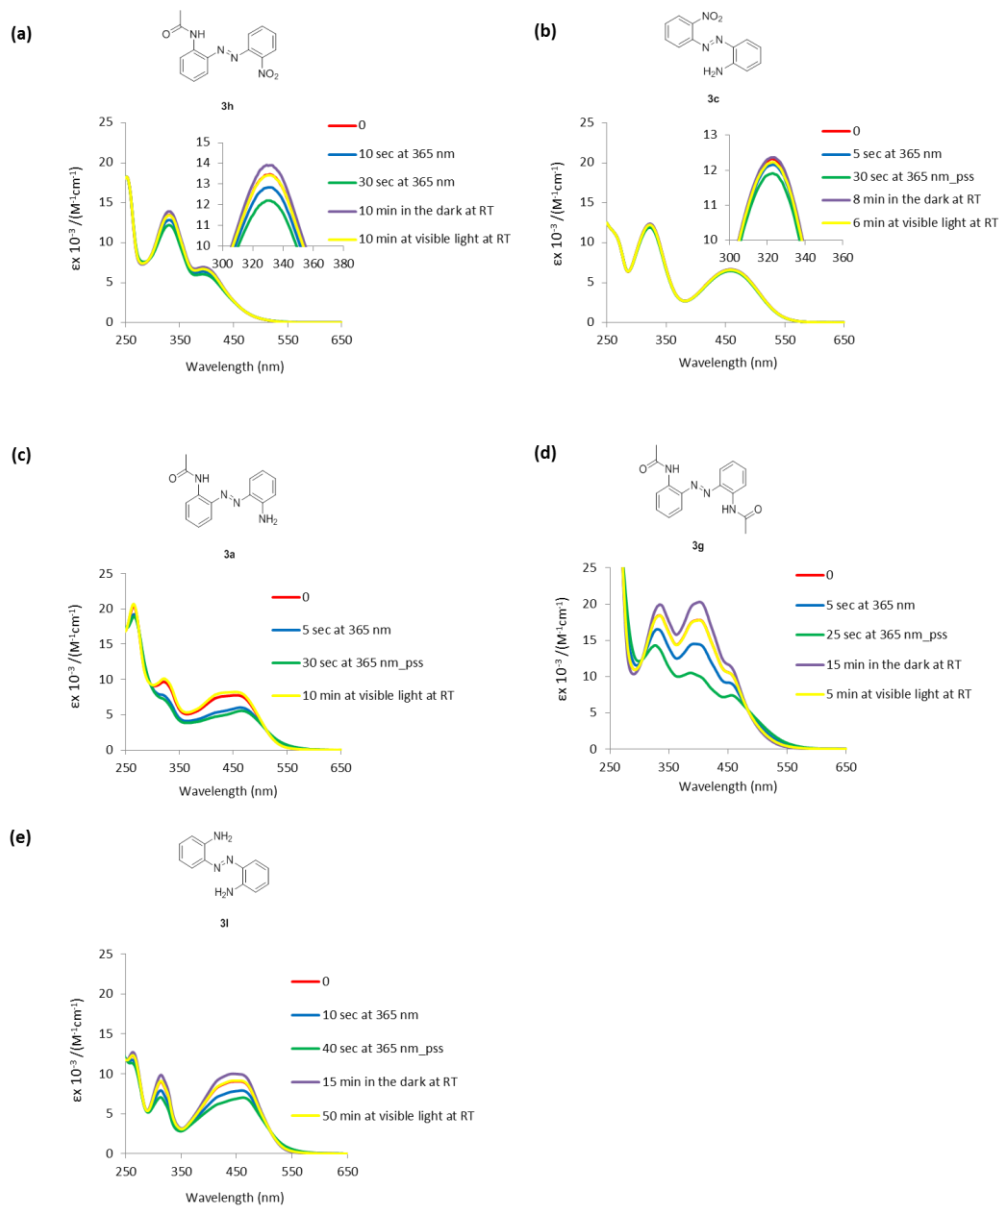 (a)
O
NH
N
N
NO₂
3h
0
10 sec at 365 nm
30 sec at 365 nm
10 min in the dark at RT
10 min at visible light at RT
15
14
13
12
11
10
300 320 340 360 380
εx 10⁻³ /(M⁻¹cm⁻¹)
25
20
15
10
5
0
250 350 450 550 650
Wavelength (nm)
(b)
NO₂
N
N
H₂N
3c
0
5 sec at 365 nm
30 sec at 365 nm_pss
8 min in the dark at RT
6 min at visible light at RT
13
12
11
10
300 320 340 360
εx 10⁻³ /(M⁻¹cm⁻¹)
25
20
15
10
5
0
250 350 450 550 650
Wavelength (nm)
(c)
O
NH
N
N
NH₂
3a
0
5 sec at 365 nm
30 sec at 365 nm_pss
10 min at visible light at RT
εx 10⁻³ /(M⁻¹cm⁻¹)
25
20
15
10
5
0
250 350 450 550 650
Wavelength (nm)
(d)
O
NH
N
N
HN
O
3g
0
5 sec at 365 nm
25 sec at 365 nm_pss
15 min in the dark at RT
5 min at visible light at RT
εx 10⁻³ /(M⁻¹cm⁻¹)
25
20
15
10
5
0
250 350 450 550 650
Wavelength (nm)
(e)
NH₂
N
N
H₂N
3l
0
10 sec at 365 nm
40 sec at 365 nm_pss
15 min in the dark at RT
50 min at visible light at RT
εx 10⁻³ /(M⁻¹cm⁻¹)
25
20
15
10
5
0
250 350 450 550 650
Wavelength (nm)